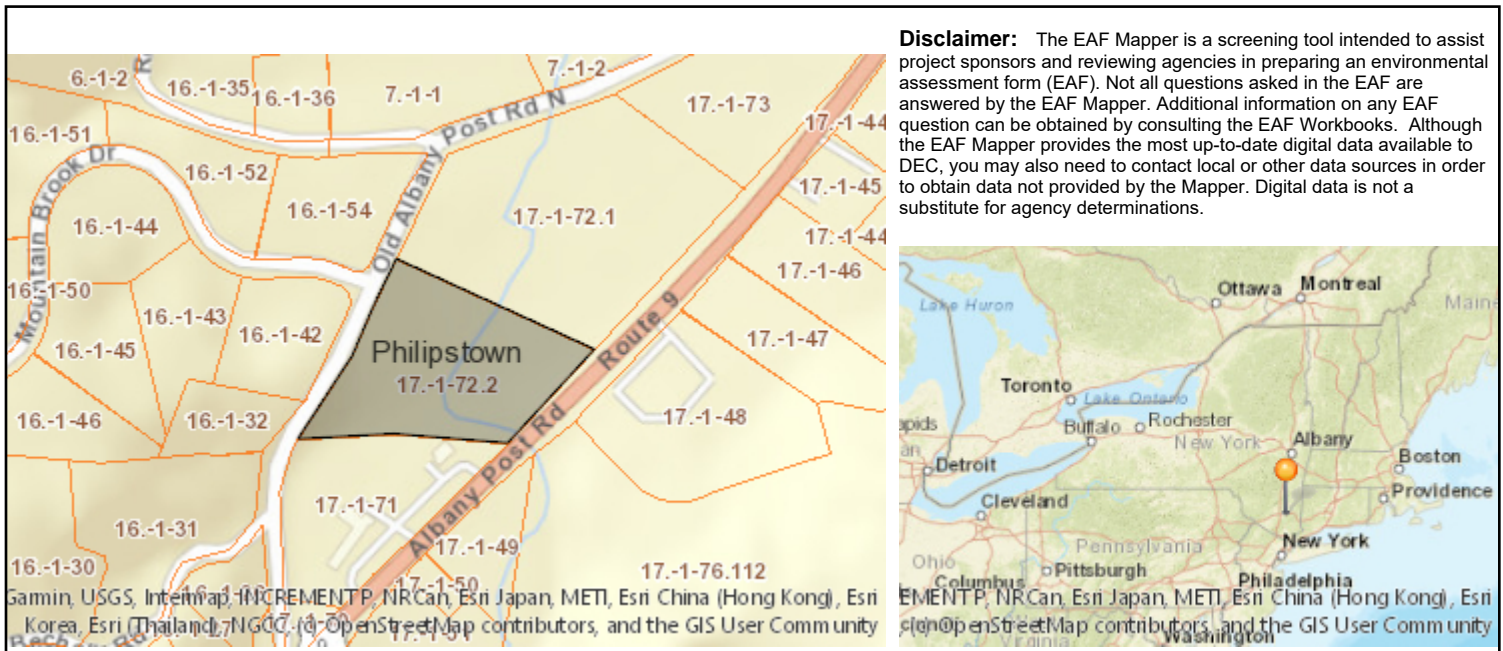 Disclaimer: The EAF Mapper is a screening tool intended to assist
project sponsors and reviewing agencies in preparing an environmental
assessment form (EAF). Not all questions asked in the EAF are
answered by the EAF Mapper. Additional information on any EAF
question can be obtained by consulting the EAF Workbooks. Although
the EAF Mapper provides the most up-to-date digital data available to
DEC, you may also need to contact local or other data sources in order
to obtain data not provided by the Mapper. Digital data is not a
substitute for agency determinations.
6.-1-2
16.-1-35
16.-1-36
7.-1-1
7.-1-2
17.-1-73
17.-1-44
16.-1-51
Mountain Brook Dr
16.-1-52
Old Albany Post Rd N
17.-1-45
16.-1-54
17.-1-72.1
16.-1-44
17.-1-44
17.-1-46
16.-1-50
16.-1-43
16.-1-42
Route 9
17.-1-47
16.-1-45
Philipstown
17.-1-72.2
16.-1-46
16.-1-32
17.-1-48
17.-1-71
Albany Post Rd
16.-1-31
17.-1-49
16.-1-30
17.-1-50
17.-1-76.112
Garmin, USGS, Intermap, INCREMENT P, NRCan, Esri Japan, METI, Esri China (Hong Kong), Esri
Korea, Esri (Thailand), NGCC, (c) OpenStreetMap contributors, and the GIS User Community
Ottawa
Montreal
Lake Huron
Maine
Toronto
Lake Ontario
Rochester
Buffalo
New York
Albany
Boston
Detroit
Providence
Cleveland
New York
Pennsylvania
Ohio
Pittsburgh
Columbus
Philadelphia
EMENT P, NRCan, Esri Japan, METI, Esri China (Hong Kong), Esri
(c) OpenStreetMap contributors, and the GIS User Community
Virginia
Washington